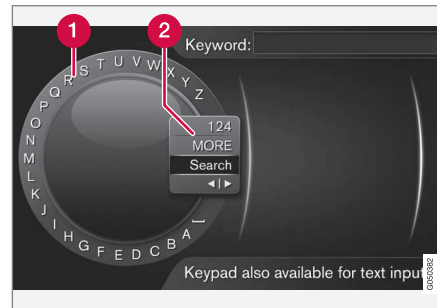 1
2
Keyword:
A B C D E F G H I J K L M N O P Q R S T U V W X Y Z
124
MORE
Search
Keypad also available for text input
G050382